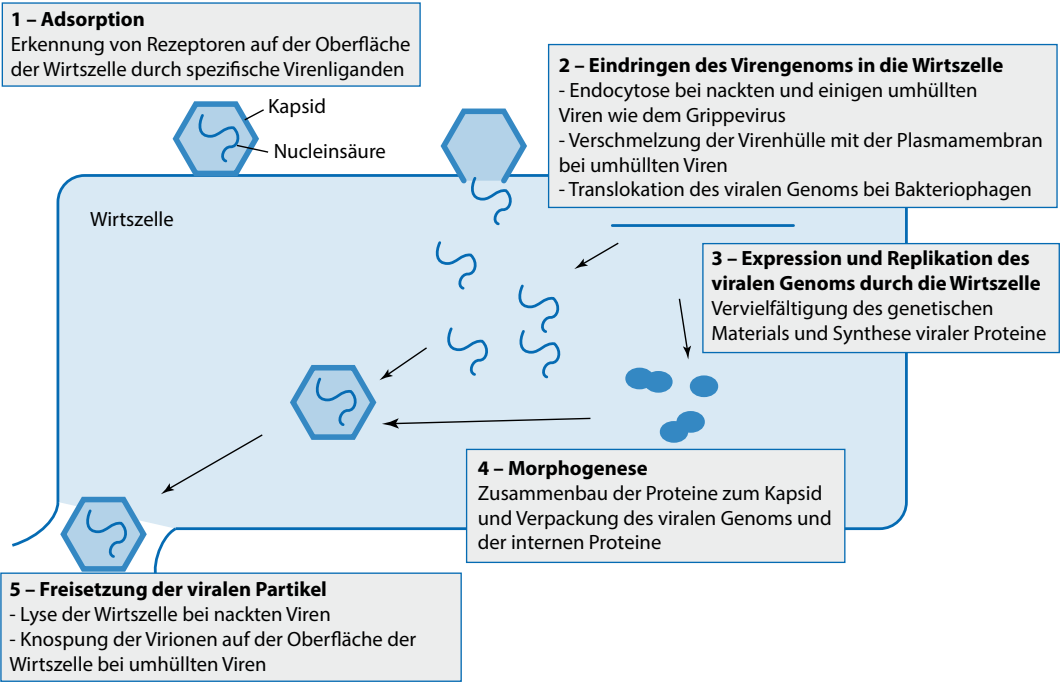 1 – Adsorption
Erkennung von Rezeptoren auf der Oberfläche
der Wirtszelle durch spezifische Virenliganden
Kapsid
Nucleinsäure
2 – Eindringen des Virengenoms in die Wirtszelle
- Endocytose bei nackten und einigen umhüllten
Viren wie dem Grippevirus
- Verschmelzung der Virenhülle mit der Plasmamembran
bei umhüllten Viren
- Translokation des viralen Genoms bei Bakteriophagen
Wirtszelle
3 – Expression und Replikation des
viralen Genoms durch die Wirtszelle
Vervielfältigung des genetischen
Materials und Synthese viraler Proteine
4 – Morphogenese
Zusammenbau der Proteine zum Kapsid
und Verpackung des viralen Genoms und
der internen Proteine
5 – Freisetzung der viralen Partikel
- Lyse der Wirtszelle bei nackten Viren
- Knospung der Virionen auf der Oberfläche der
Wirtszelle bei umhüllten Viren